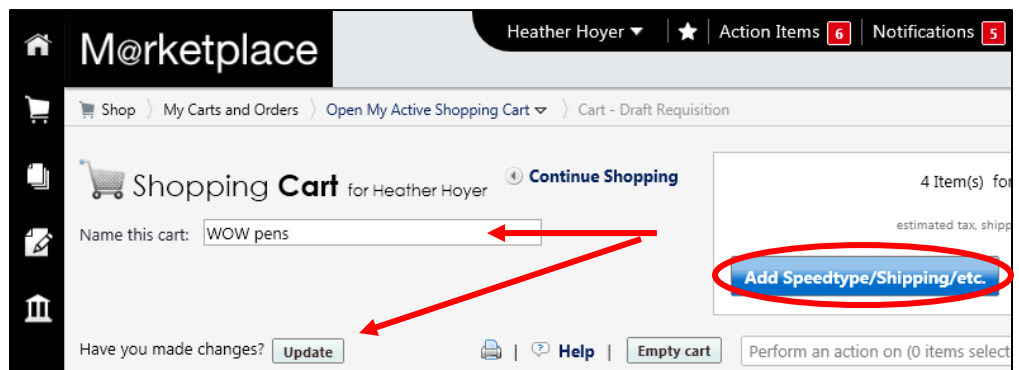 M@rketplace
Heather Hoyer Action Items 6 Notifications 5
Shop My Carts and Orders Open My Active Shopping Cart Cart - Draft Requisition
Shopping Cart for Heather Hoyer Continue Shopping
4 Item(s) for
Name this cart: WOW pens
estimated tax, shipp
Add Speedtype/Shipping/etc.
Have you made changes? Update | ? Help | Empty cart Perform an action on (0 items select